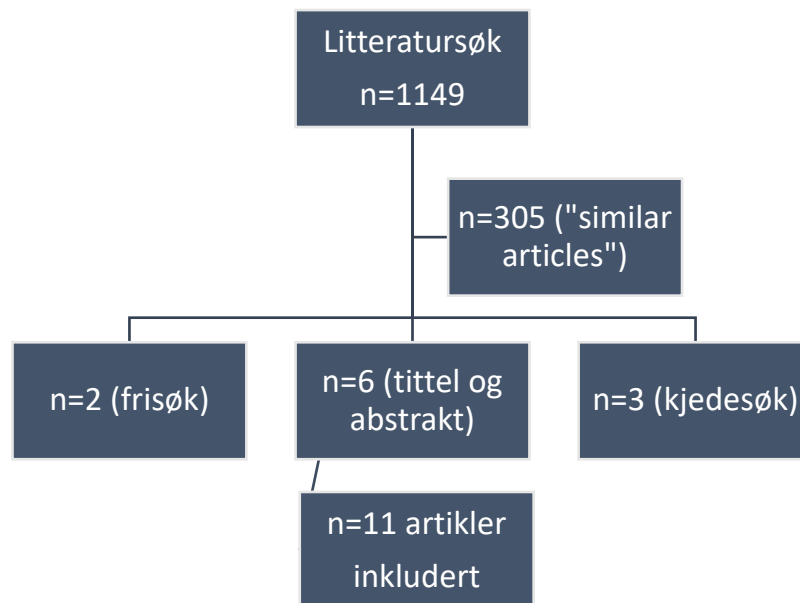 Litteratursøk
n=1149
n=305 ("similar
articles")
n=2 (frisøk)
n=6 (tittel og
abstrakt)
n=3 (kjedesøk)
n=11 artikler
inkludert